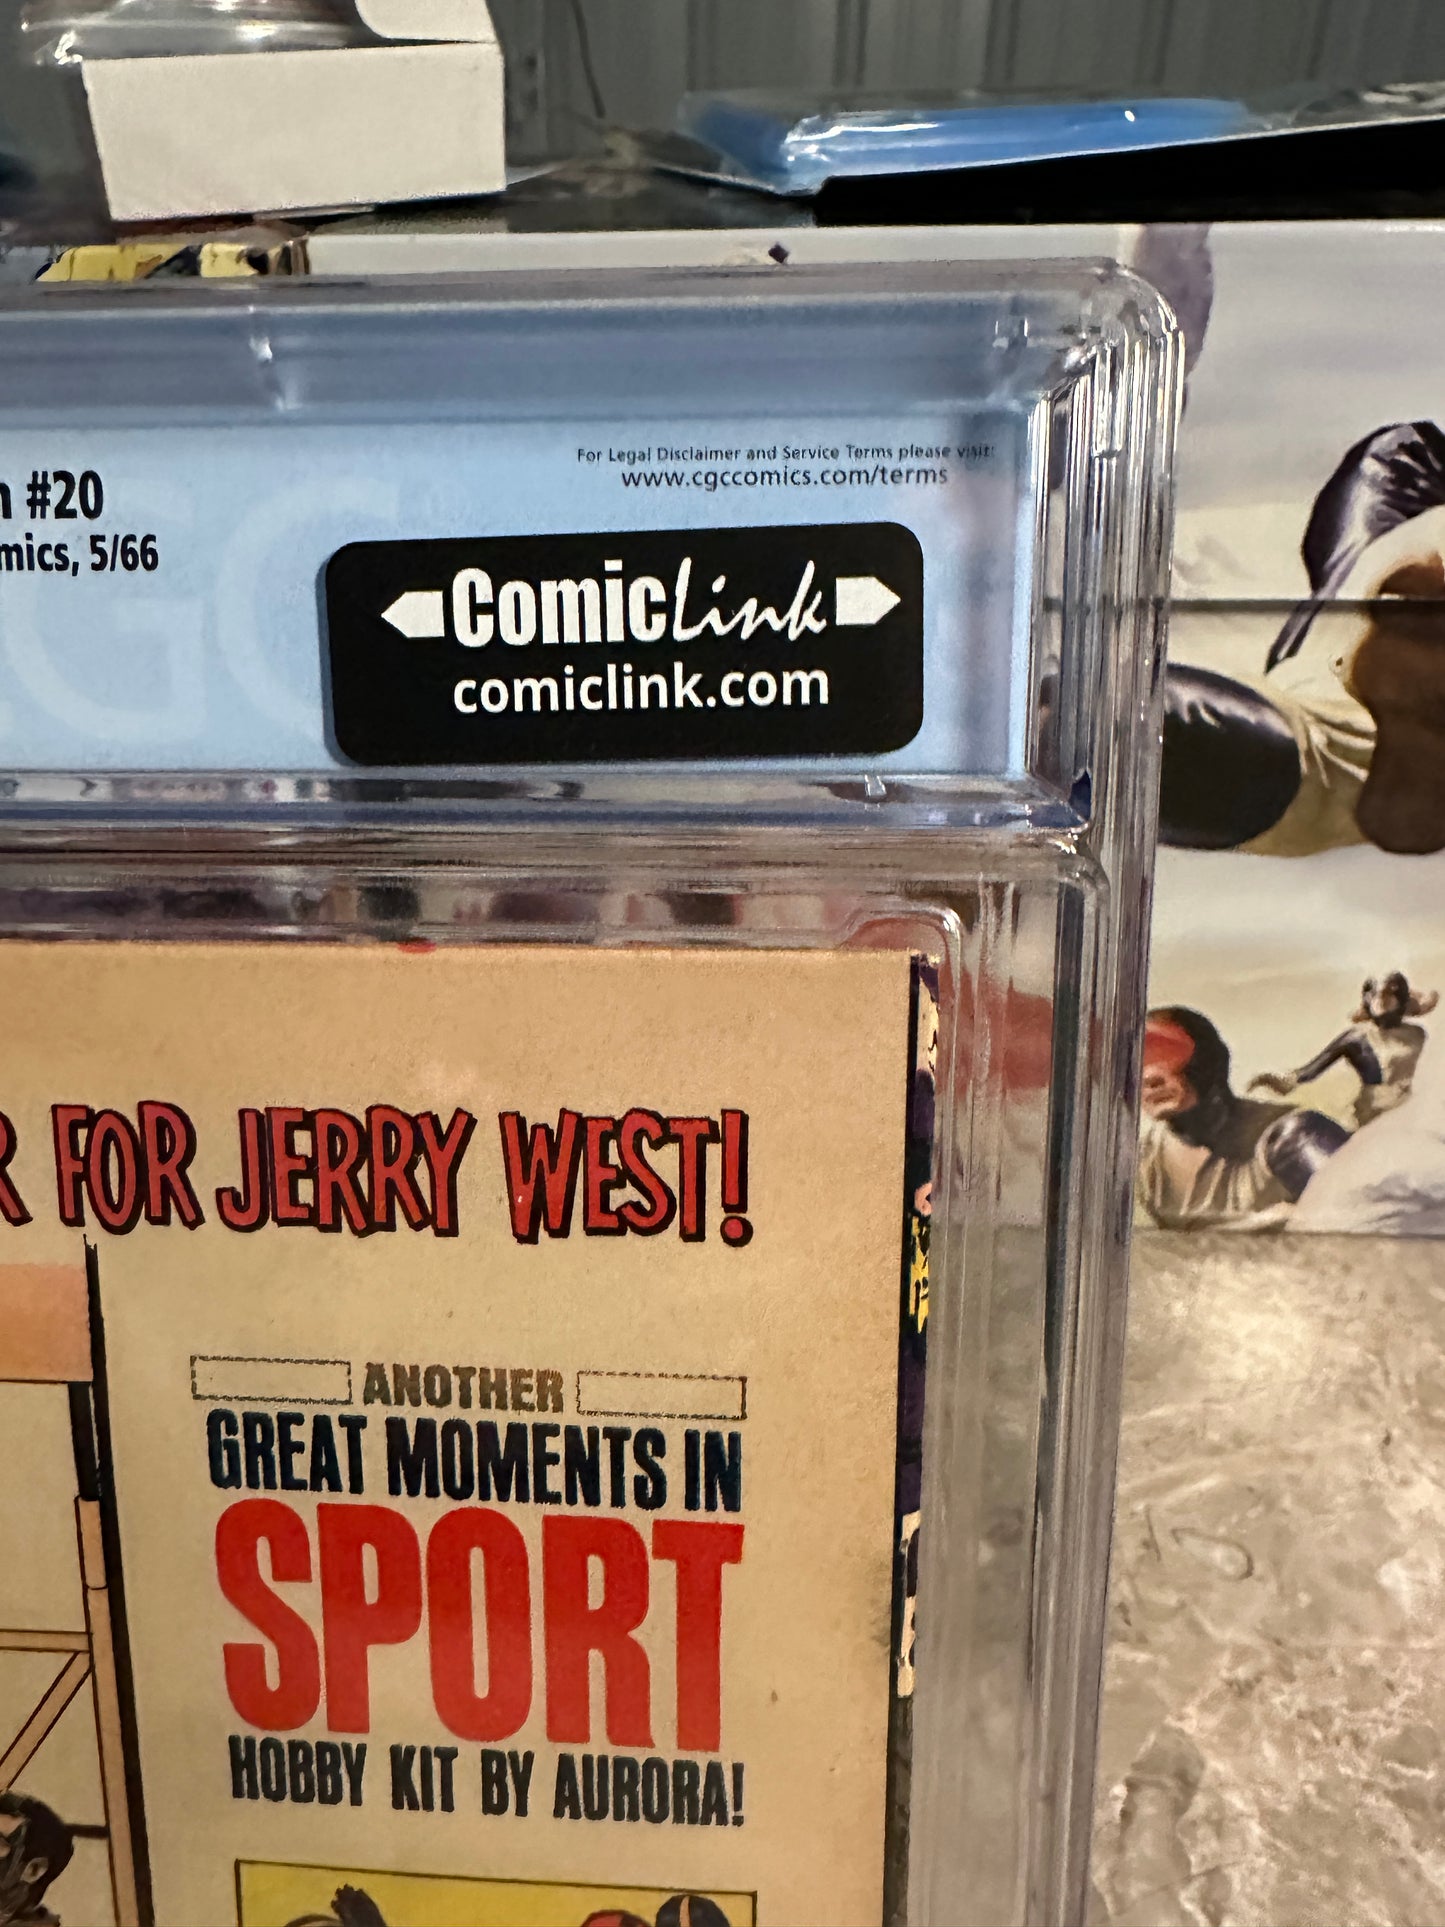 For Legal Disclaimer and Service Terms please visit:
www.cgccomics.com/terms
#20
5/66
ComicLink
comiclink.com
FOR JERRY WEST!
ANOTHER
GREAT MOMENTS IN
SPORT
HOBBY KIT BY AURORA!